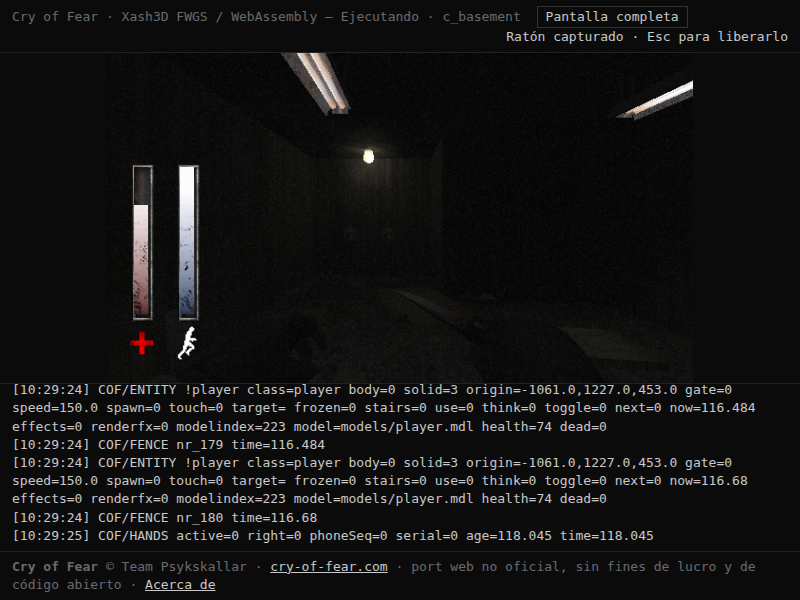 Cry of Fear · Xash3D FWGS / WebAssembly — Ejecutando · c_basement
Pantalla completa
Ratón capturado · Esc para liberarlo
[10:29:24] COF/ENTITY !player class=player body=0 solid=3 origin=-1061.0,1227.0,453.0 gate=0
speed=150.0 spawn=0 touch=0 target= frozen=0 stairs=0 use=0 think=0 toggle=0 next=0 now=116.484
effects=0 renderfx=0 modelindex=223 model=models/player.mdl health=74 dead=0
[10:29:24] COF/FENCE nr_179 time=116.484
[10:29:24] COF/ENTITY !player class=player body=0 solid=3 origin=-1061.0,1227.0,453.0 gate=0
speed=150.0 spawn=0 touch=0 target= frozen=0 stairs=0 use=0 think=0 toggle=0 next=0 now=116.68
effects=0 renderfx=0 modelindex=223 model=models/player.mdl health=74 dead=0
[10:29:24] COF/FENCE nr_180 time=116.68
[10:29:25] COF/HANDS active=0 right=0 phoneSeq=0 serial=0 age=118.045 time=118.045
Cry of Fear © Team Psykskallar · cry-of-fear.com · port web no oficial, sin fines de lucro y de
código abierto · Acerca de